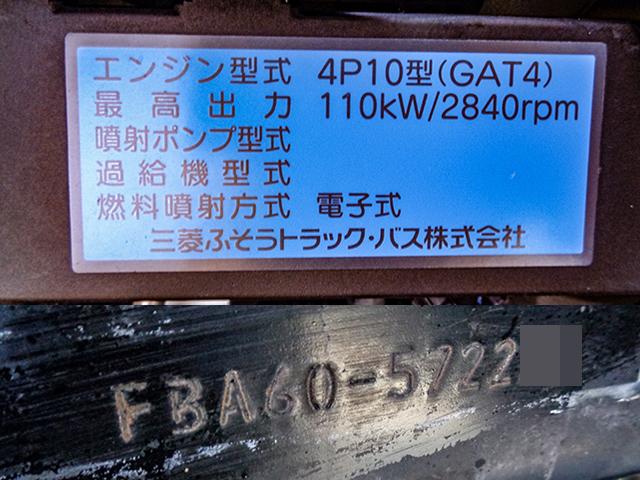 エンジン型式 4P10型(GAT4)
最高出力 110kW/2840rpm
噴射ポンプ型式
過給機型式
燃料噴射方式 電子式
三菱ふそうトラック・バス株式会社
FBA60-5722